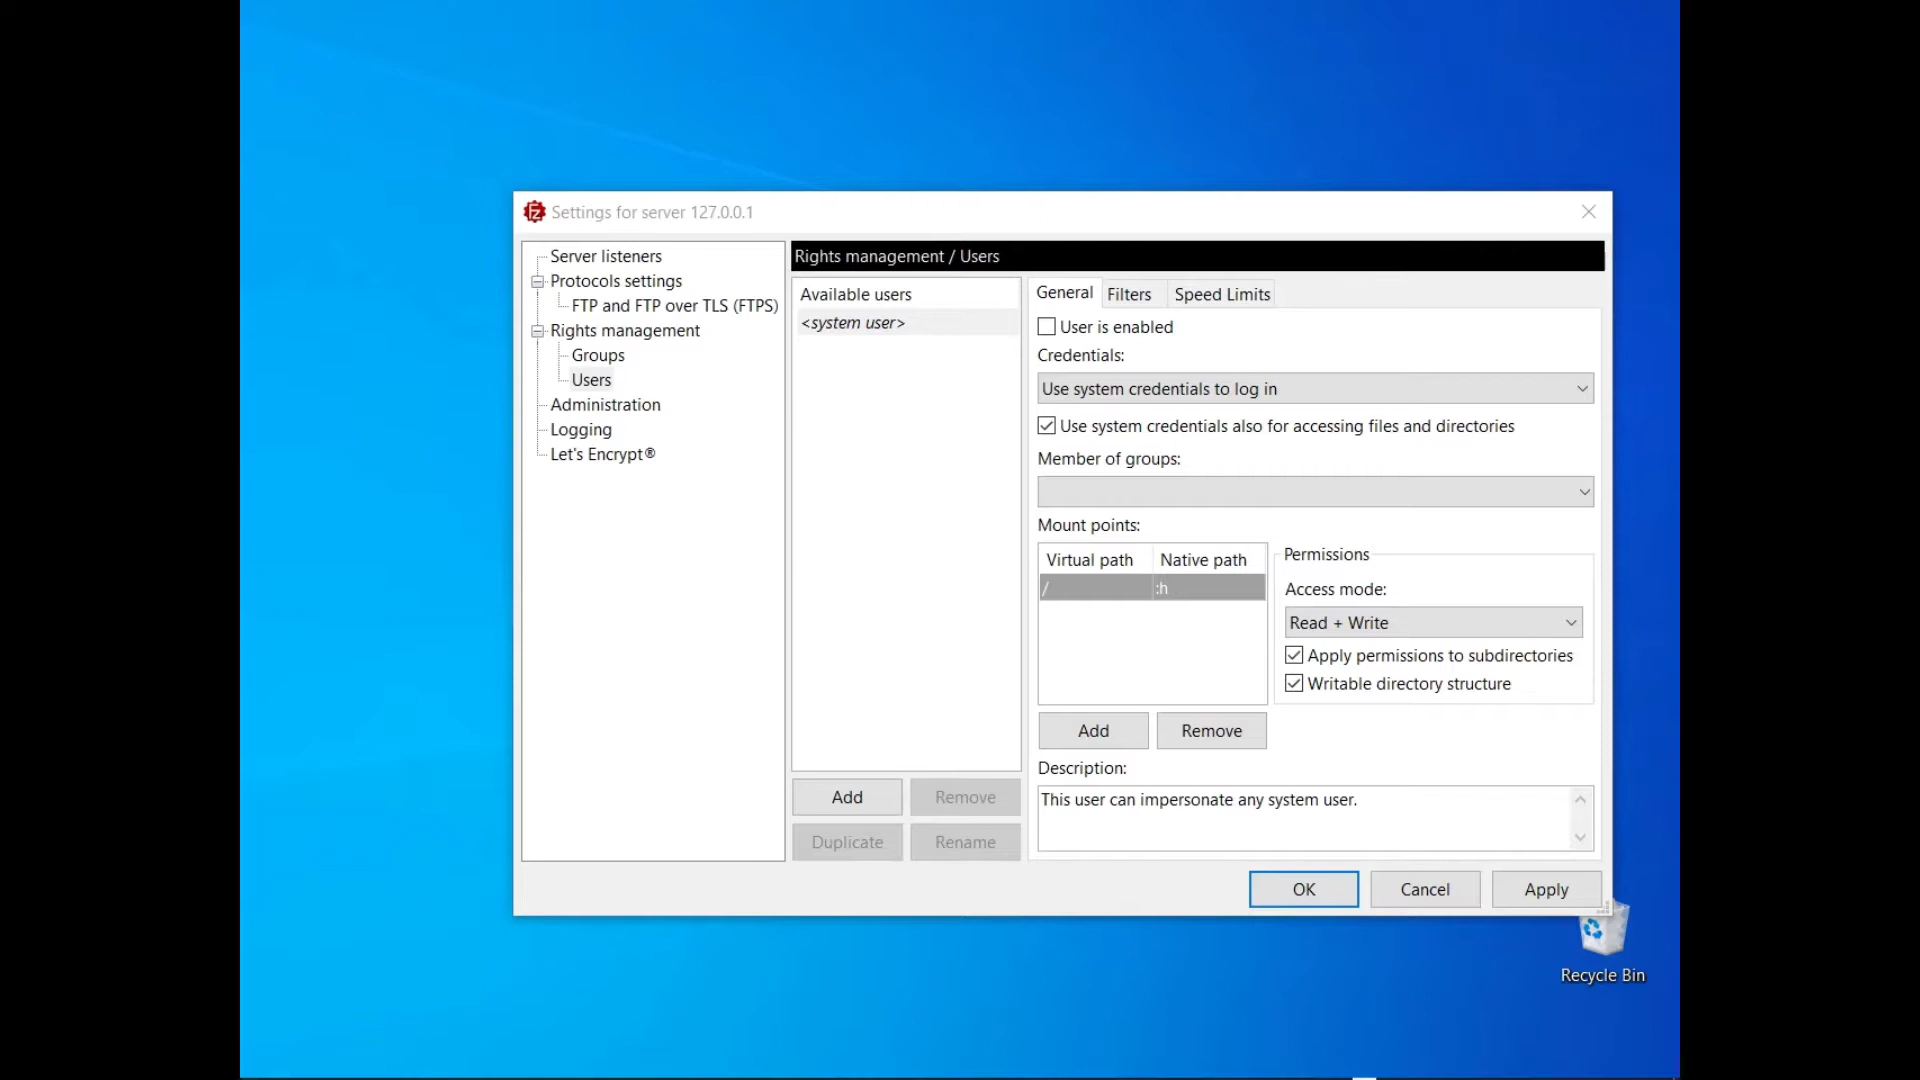 Settings for server 127.0.0.1
Server listeners
Protocols settings
FTP and FTP over TLS (FTPS)
Rights management
Groups
Users
Administration
Logging
Let's Encrypt®
Rights management / Users
Available users
<system user>
Add
Remove
Duplicate
Rename
General
Filters
Speed Limits
User is enabled
Credentials:
Use system credentials to log in
Use system credentials also for accessing files and directories
Member of groups:
Mount points:
Virtual path
Native path
/
:h
Permissions
Access mode:
Read + Write
Apply permissions to subdirectories
Writable directory structure
Add
Remove
Description:
This user can impersonate any system user.
OK
Cancel
Apply
Recycle Bin